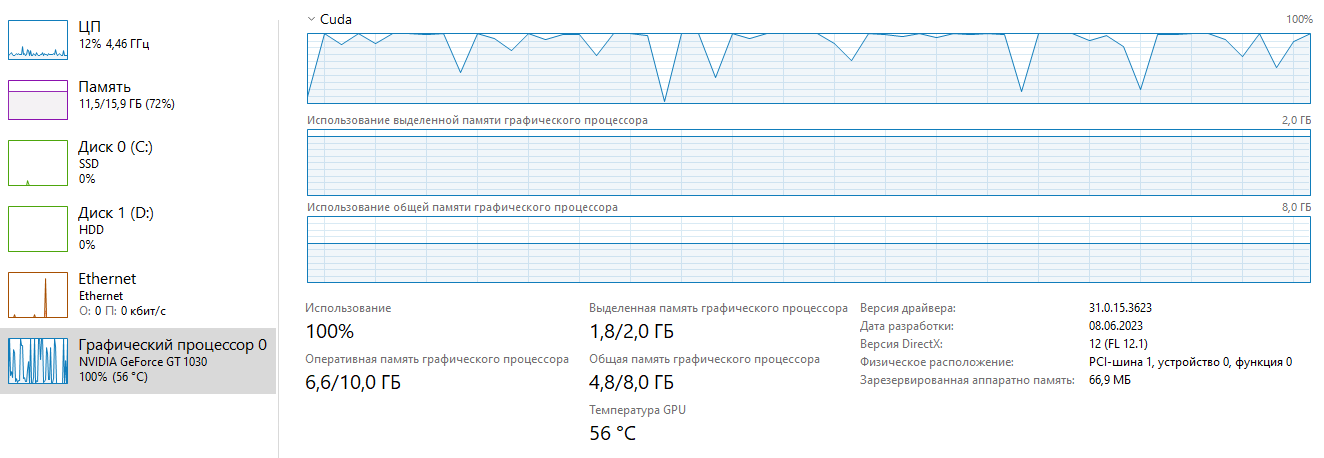 ЦП
12% 4,46 ГГц
Память
11,5/15,9 ГБ (72%)
Диск 0 (C:)
SSD
0%
Диск 1 (D:)
HDD
0%
Ethernet
Ethernet
О: 0 П: 0 кбит/с
Графический процессор 0
NVIDIA GeForce GT 1030
100% (56 °C)
Cuda
100%
Использование выделенной памяти графического процессора
2,0 ГБ
Использование общей памяти графического процессора
8,0 ГБ
Использование
100%
Оперативная память графического процессора
6,6/10,0 ГБ
Выделенная память графического процессора
1,8/2,0 ГБ
Общая память графического процессора
4,8/8,0 ГБ
Температура GPU
56 °C
Версия драйвера: 31.0.15.3623
Дата разработки: 08.06.2023
Версия DirectX: 12 (FL 12.1)
Физическое расположение: PCI-шина 1, устройство 0, функция 0
Зарезервированная аппаратно память: 66,9 МБ